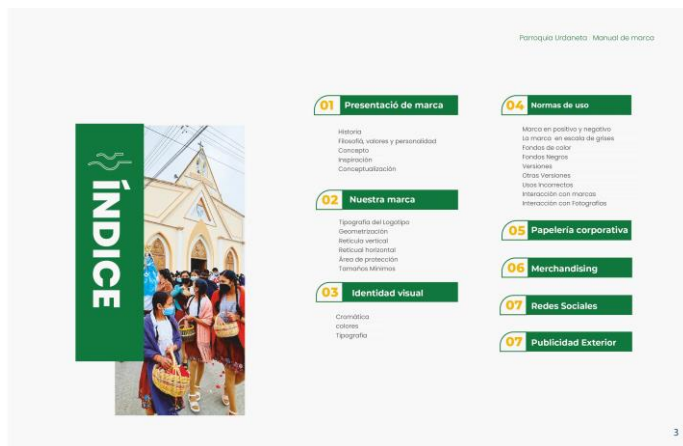 Parroquia Urdaneta Manual de marca
ÍNDICE
01 Presentació de marca
Historia
Filosofía, valores y personalidad
Concepto
Inspiración
Conceptualización
02 Nuestra marca
Tipografía del Logotipo
Geometrización
Retícula vertical
Reticual horizontal
Área de protección
Tamaños Mínimos
03 Identidad visual
Cromática
colores
Tipografía
04 Normas de uso
Marca en positivo y negativo
La marca en escala de grises
Fondos de color
Fondos Negros
Versiones
Otras Versiones
Usos Incorrectos
Interacción con marcas
Interacción con Fotografías
05 Papelería corporativa
06 Merchandising
07 Redes Sociales
07 Publicidad Exterior
3